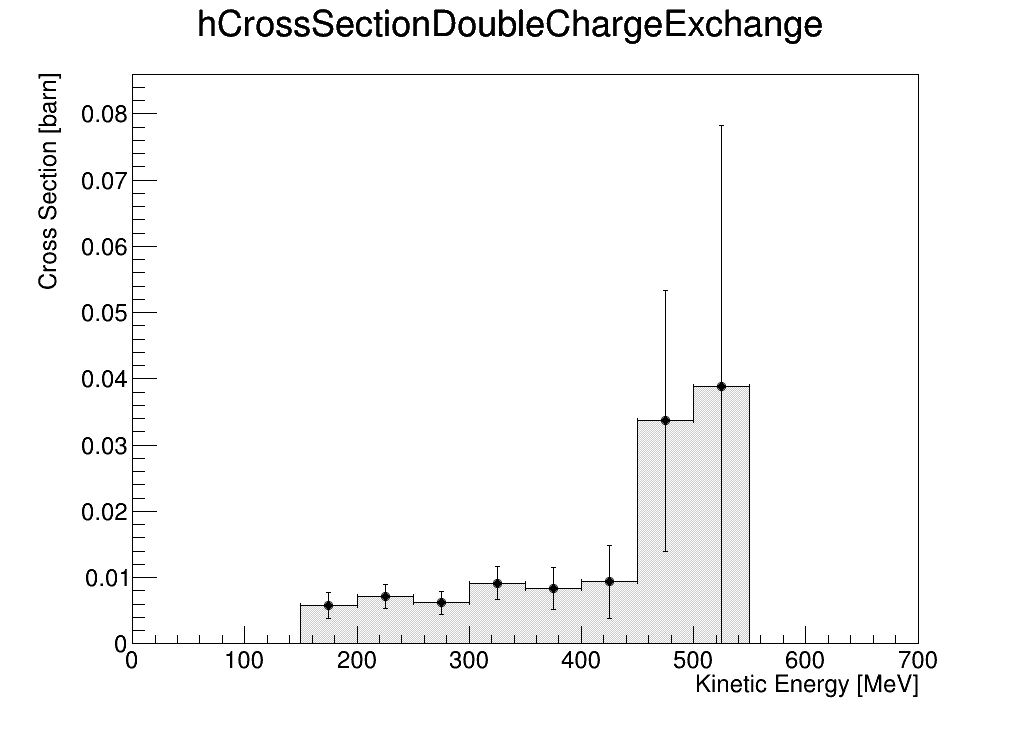 hCrossSectionDoubleChargeExchange
Cross Section [barn]
0.08
0.07
0.06
0.05
0.04
0.03
0.02
0.01
0
0 100 200 300 400 500 600 700
Kinetic Energy [MeV]